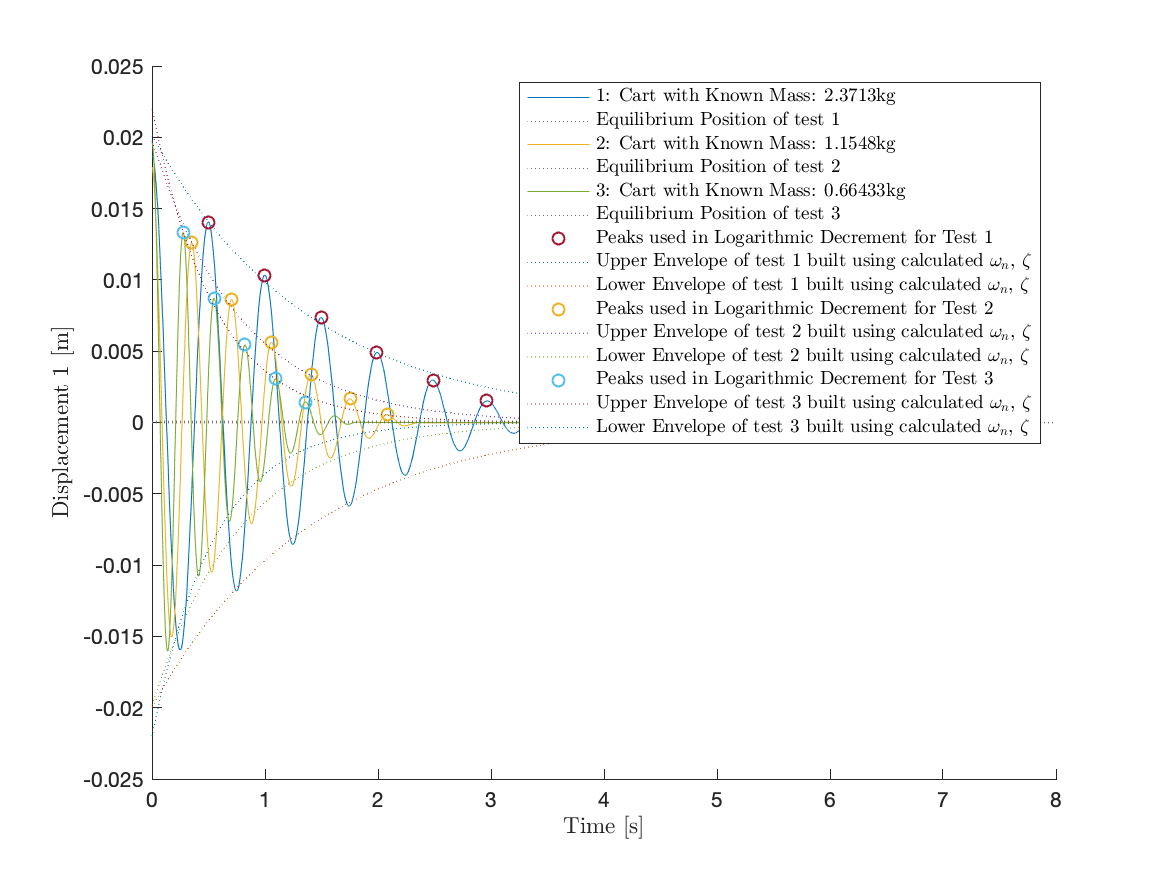 0.025
0.02
0.015
0.01
0.005
0
-0.005
-0.01
-0.015
-0.02
-0.025
Displacement 1 [m]
1: Cart with Known Mass: 2.3713kg
Equilibrium Position of test 1
2: Cart with Known Mass: 1.1548kg
Equilibrium Position of test 2
3: Cart with Known Mass: 0.66433kg
Equilibrium Position of test 3
Peaks used in Logarithmic Decrement for Test 1
Upper Envelope of test 1 built using calculated ωₙ, ζ
Lower Envelope of test 1 built using calculated ωₙ, ζ
Peaks used in Logarithmic Decrement for Test 2
Upper Envelope of test 2 built using calculated ωₙ, ζ
Lower Envelope of test 2 built using calculated ωₙ, ζ
Peaks used in Logarithmic Decrement for Test 3
Upper Envelope of test 3 built using calculated ωₙ, ζ
Lower Envelope of test 3 built using calculated ωₙ, ζ
0 1 2 3 4 5 6 7 8
Time [s]